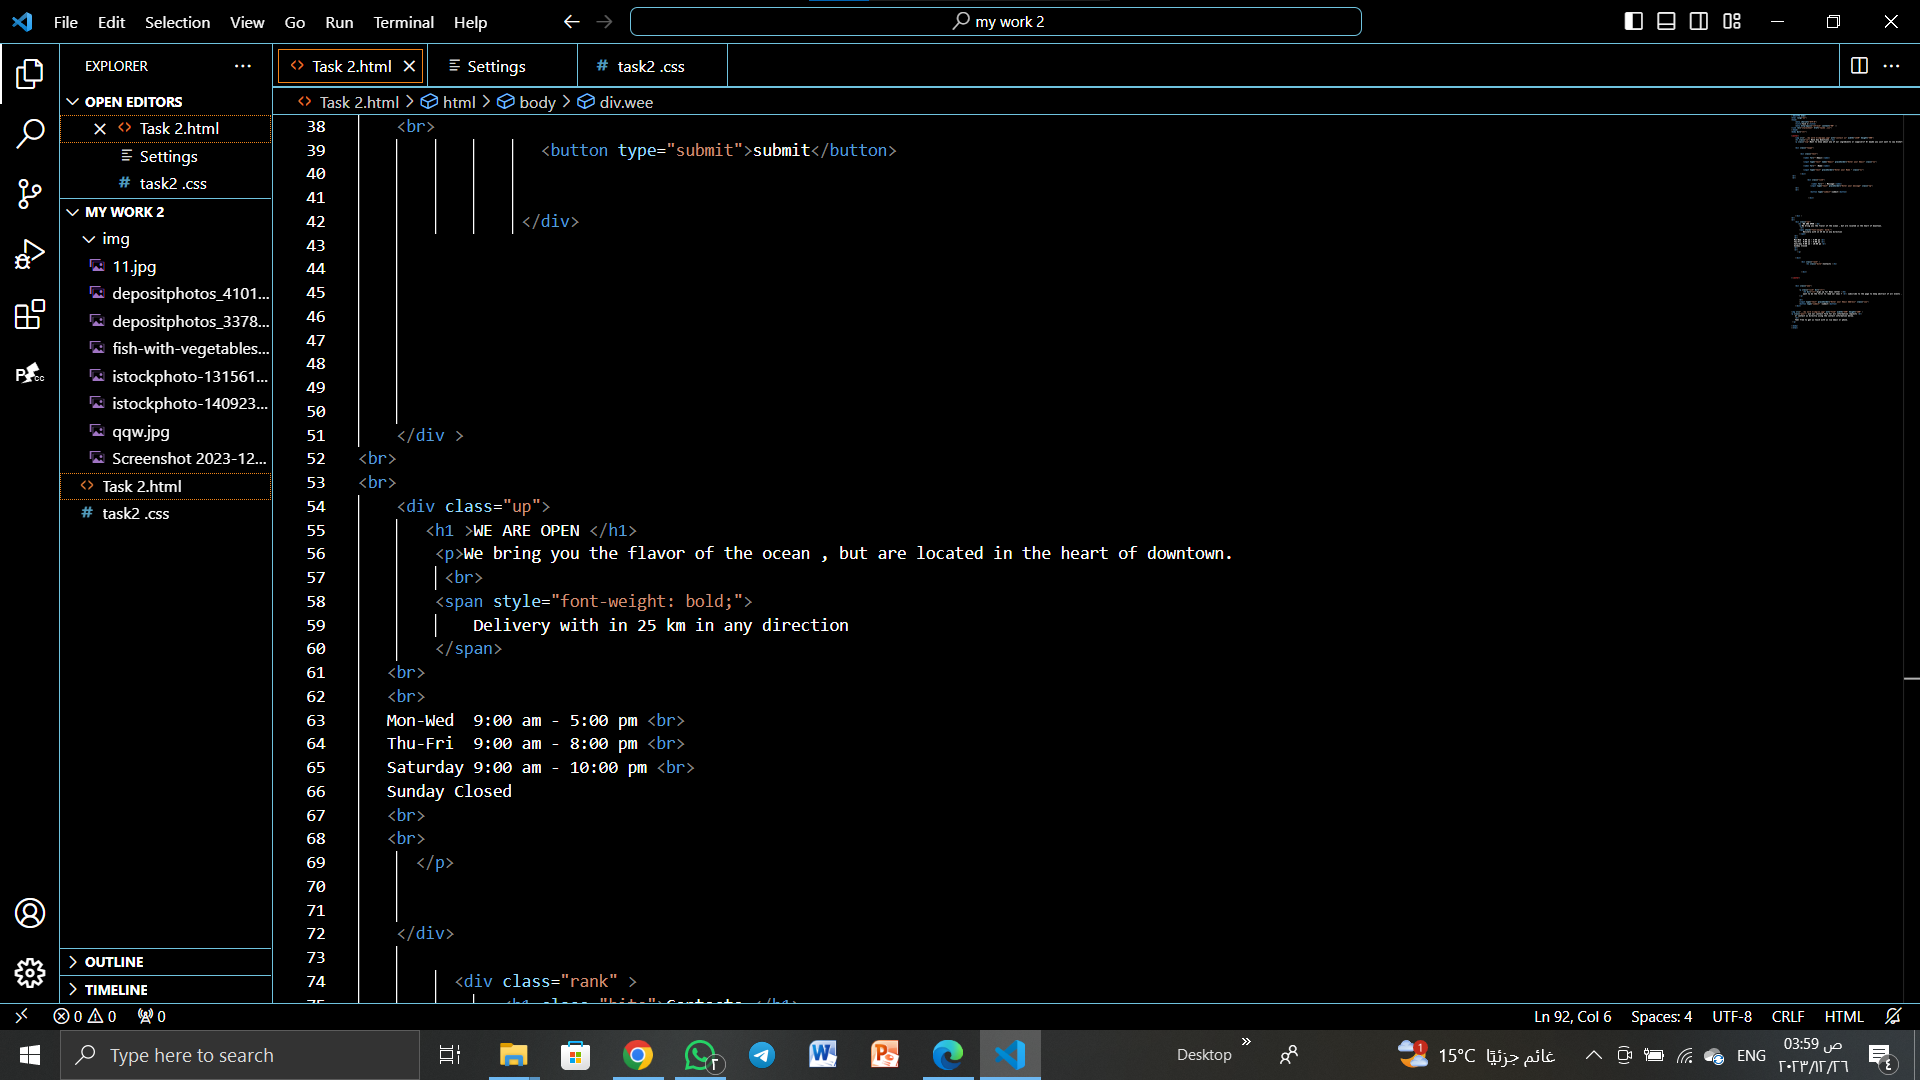 File Edit Selection View Go Run Terminal Help
my work 2
EXPLORER
OPEN EDITORS
Task 2.html
Settings
task2 .css
MY WORK 2
img
11.jpg
depositphotos_4101...
depositphotos_3378...
fish-with-vegetables...
istockphoto-131561...
istockphoto-140923...
qqw.jpg
Screenshot 2023-12...
Task 2.html
task2 .css
OUTLINE
TIMELINE
Task 2.html Settings task2 .css
Task 2.html > html > body > div.wee
38 <br>
39 <button type="submit">submit</button>
40
41
42 </div>
43
44
45
46
47
48
49
50
51 </div >
52 <br>
53 <br>
54 <div class="up">
55 <h1 >WE ARE OPEN </h1>
56 <p>We bring you the flavor of the ocean , but are located in the heart of downtown.
57 <br>
58 <span style="font-weight: bold;">
59 Delivery with in 25 km in any direction
60 </span>
61 <br>
62 <br>
63 Mon-Wed  9:00 am - 5:00 pm <br>
64 Thu-Fri  9:00 am - 8:00 pm <br>
65 Saturday 9:00 am - 10:00 pm <br>
66 Sunday Closed
67 <br>
68 <br>
69 </p>
70
71
72 </div>
73
74 <div class="rank" >
0 0 0
Ln 92, Col 6 Spaces: 4 UTF-8 CRLF HTML
Type here to search
Desktop
1
15°C غائم جزئيًا
ENG
03:59 ص
٢٠٢٣/١٢/٢٦
٤